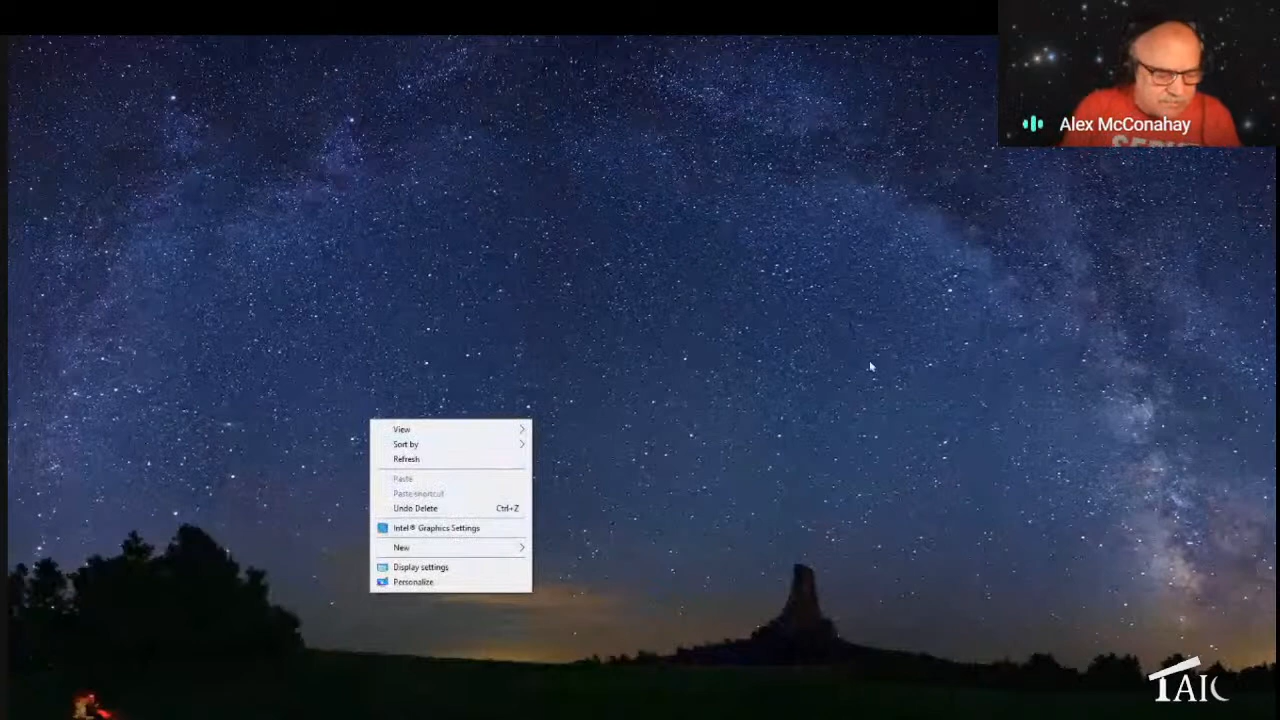 Alex McConahay
View
Sort by
Refresh
Paste
Paste shortcut
Undo Delete Ctrl+Z
Intel® Graphics Settings
New
Display settings
Personalize
TAIC